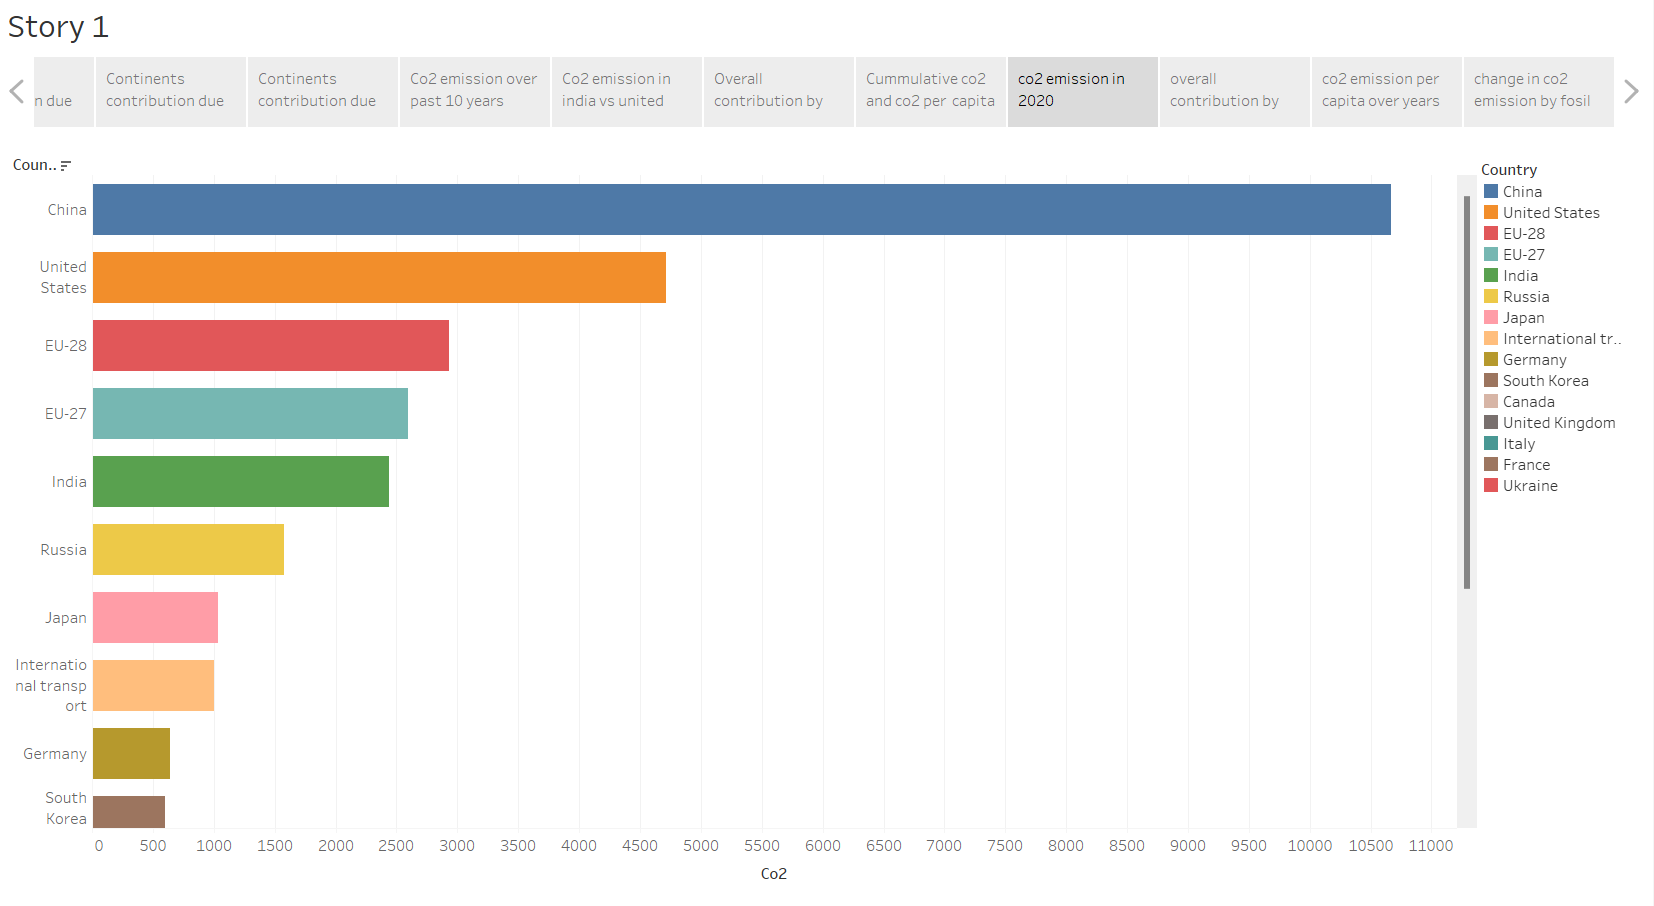 Story 1
n due
Continents
contribution due
Continents
contribution due
Co2 emission over
past 10 years
Co2 emission in
india vs united
Overall
contribution by
Cummulative co2
and co2 per capita
co2 emission in
2020
overall
contribution by
co2 emission per
capita over years
change in co2
emission by fosil
Coun..
China
United
States
EU-28
EU-27
India
Russia
Japan
Internatio
nal transp
ort
Germany
South
Korea
0 500 1000 1500 2000 2500 3000 3500 4000 4500 5000 5500 6000 6500 7000 7500 8000 8500 9000 9500 10000 10500 11000
Co2
Country
China
United States
EU-28
EU-27
India
Russia
Japan
International tr..
Germany
South Korea
Canada
United Kingdom
Italy
France
Ukraine